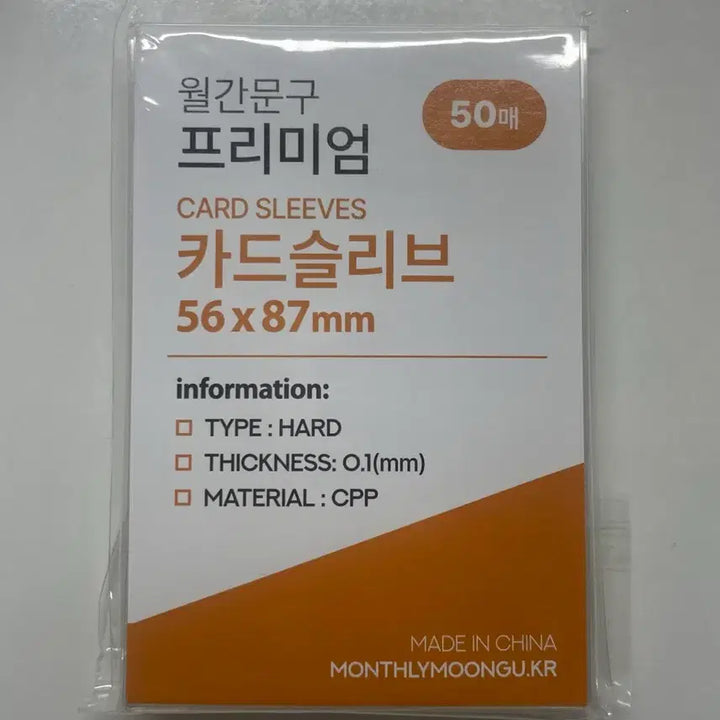 월간문구
50매
프리미엄
CARD SLEEVES
카드슬리브
56 x 87mm
information:
TYPE : HARD
THICKNESS: 0.1(mm)
MATERIAL : CPP
MADE IN CHINA
MONTHLYMOONGU.KR